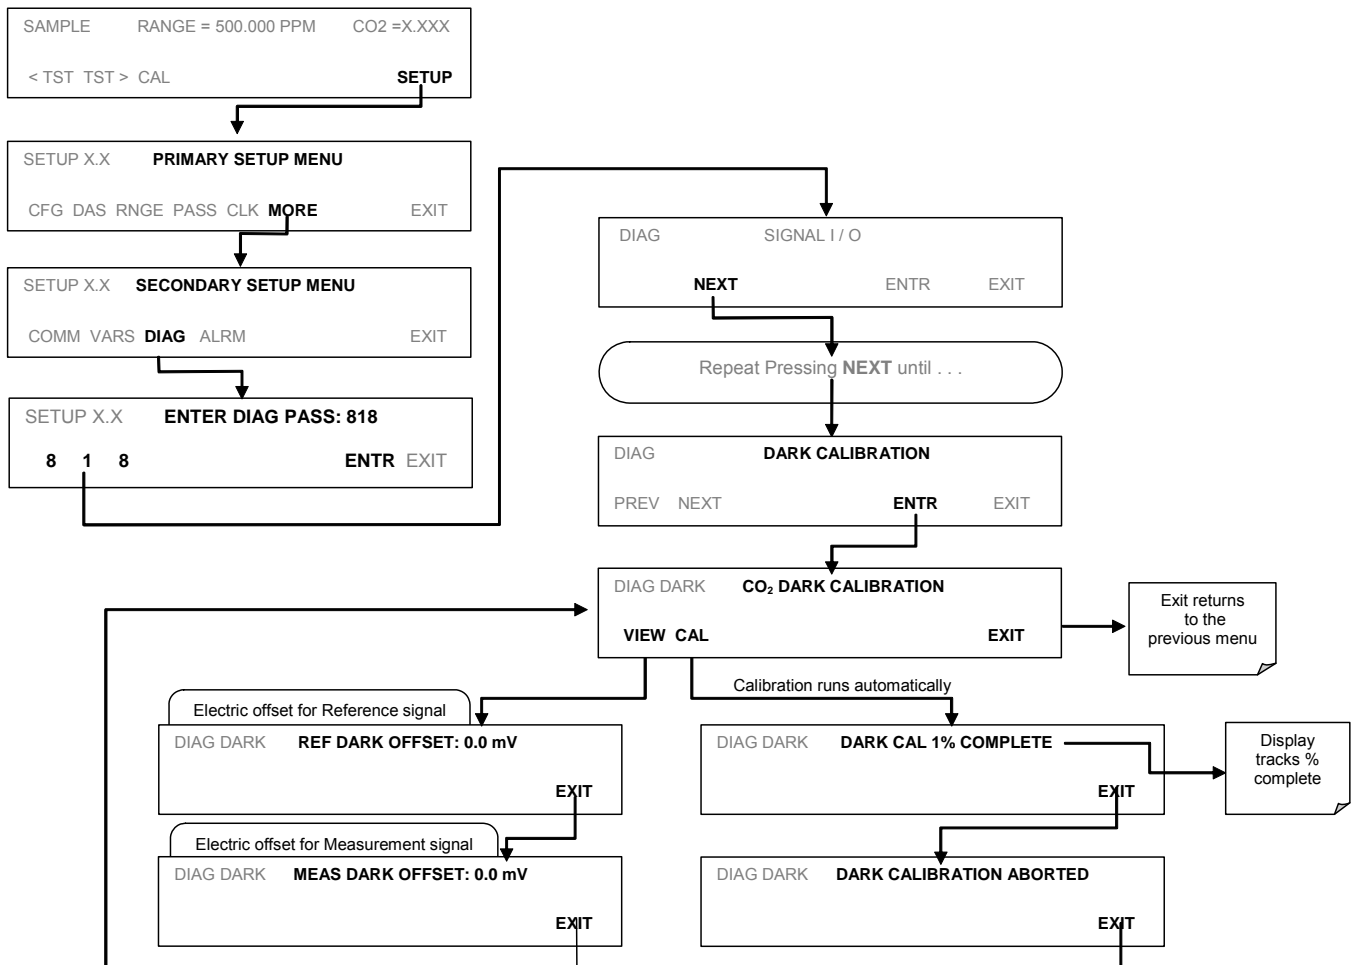 SAMPLE RANGE = 500.000 PPM CO2 =X.XXX
< TST TST > CAL SETUP
SETUP X.X PRIMARY SETUP MENU
CFG DAS RNGE PASS CLK MORE EXIT
SETUP X.X SECONDARY SETUP MENU
COMM VARS DIAG ALRM EXIT
SETUP X.X ENTER DIAG PASS: 818
8 1 8 ENTR EXIT
DIAG SIGNAL I / O
NEXT ENTR EXIT
Repeat Pressing NEXT until . . .
DIAG DARK CALIBRATION
PREV NEXT ENTR EXIT
DIAG DARK CO₂ DARK CALIBRATION
VIEW CAL EXIT
Exit returns
to the
previous menu
Calibration runs automatically
Electric offset for Reference signal
DIAG DARK REF DARK OFFSET: 0.0 mV
EXIT
DIAG DARK DARK CAL 1% COMPLETE
EXIT
Display
tracks %
complete
Electric offset for Measurement signal
DIAG DARK MEAS DARK OFFSET: 0.0 mV
EXIT
DIAG DARK DARK CALIBRATION ABORTED
EXIT